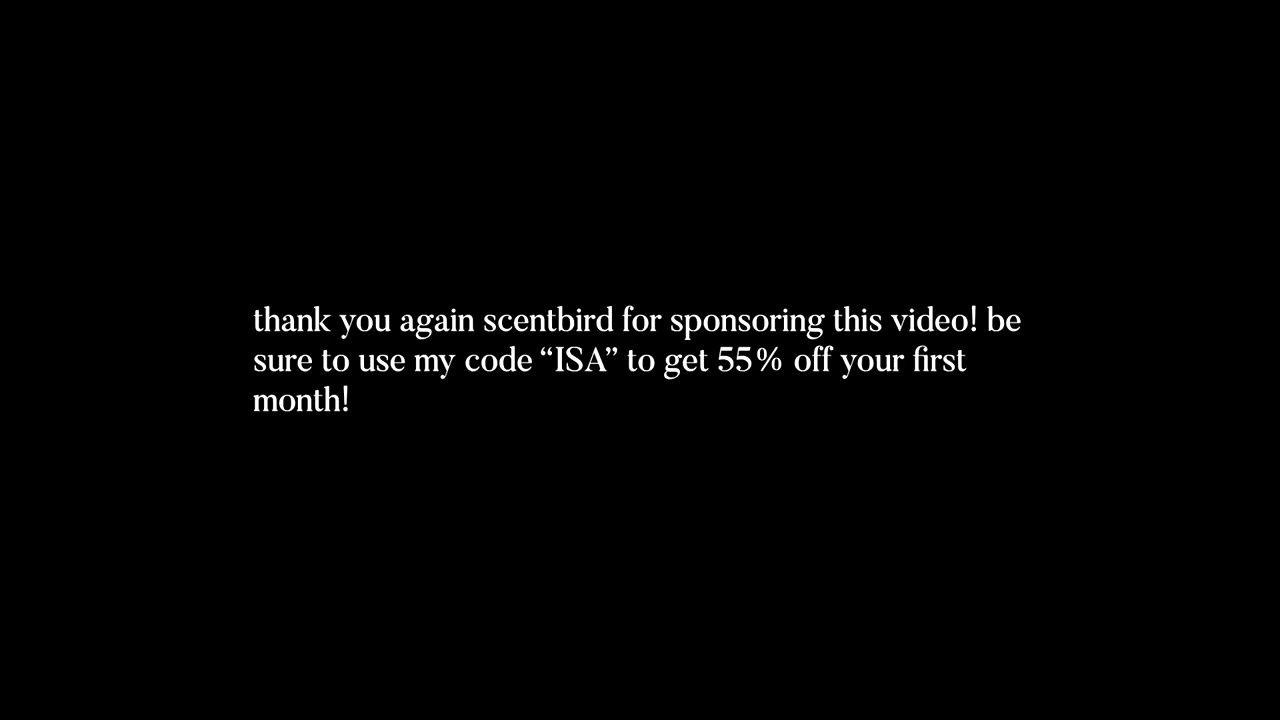 thank you again scentbird for sponsoring this video! be
sure to use my code “ISA” to get 55% off your first
month!